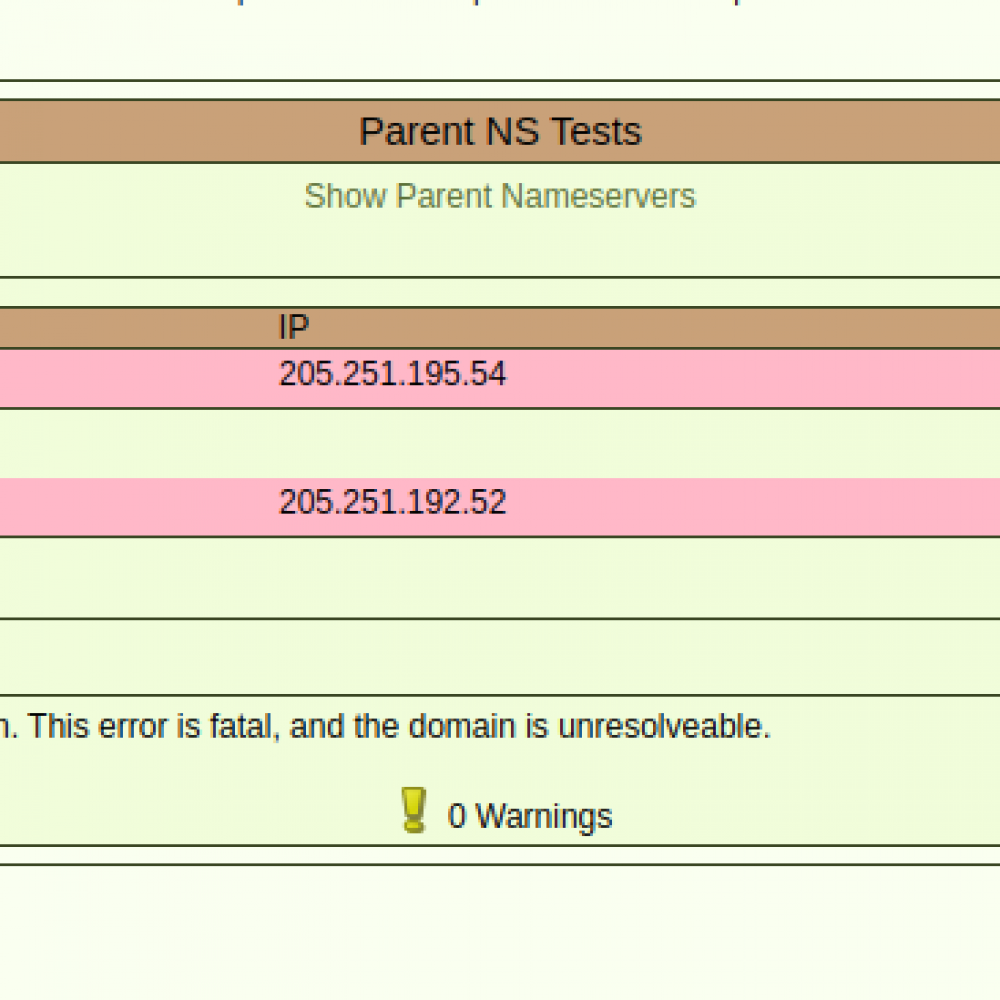 Parent NS Tests
Show Parent Nameservers
IP
205.251.195.54
205.251.192.52
This error is fatal, and the domain is unresolveable.
0 Warnings